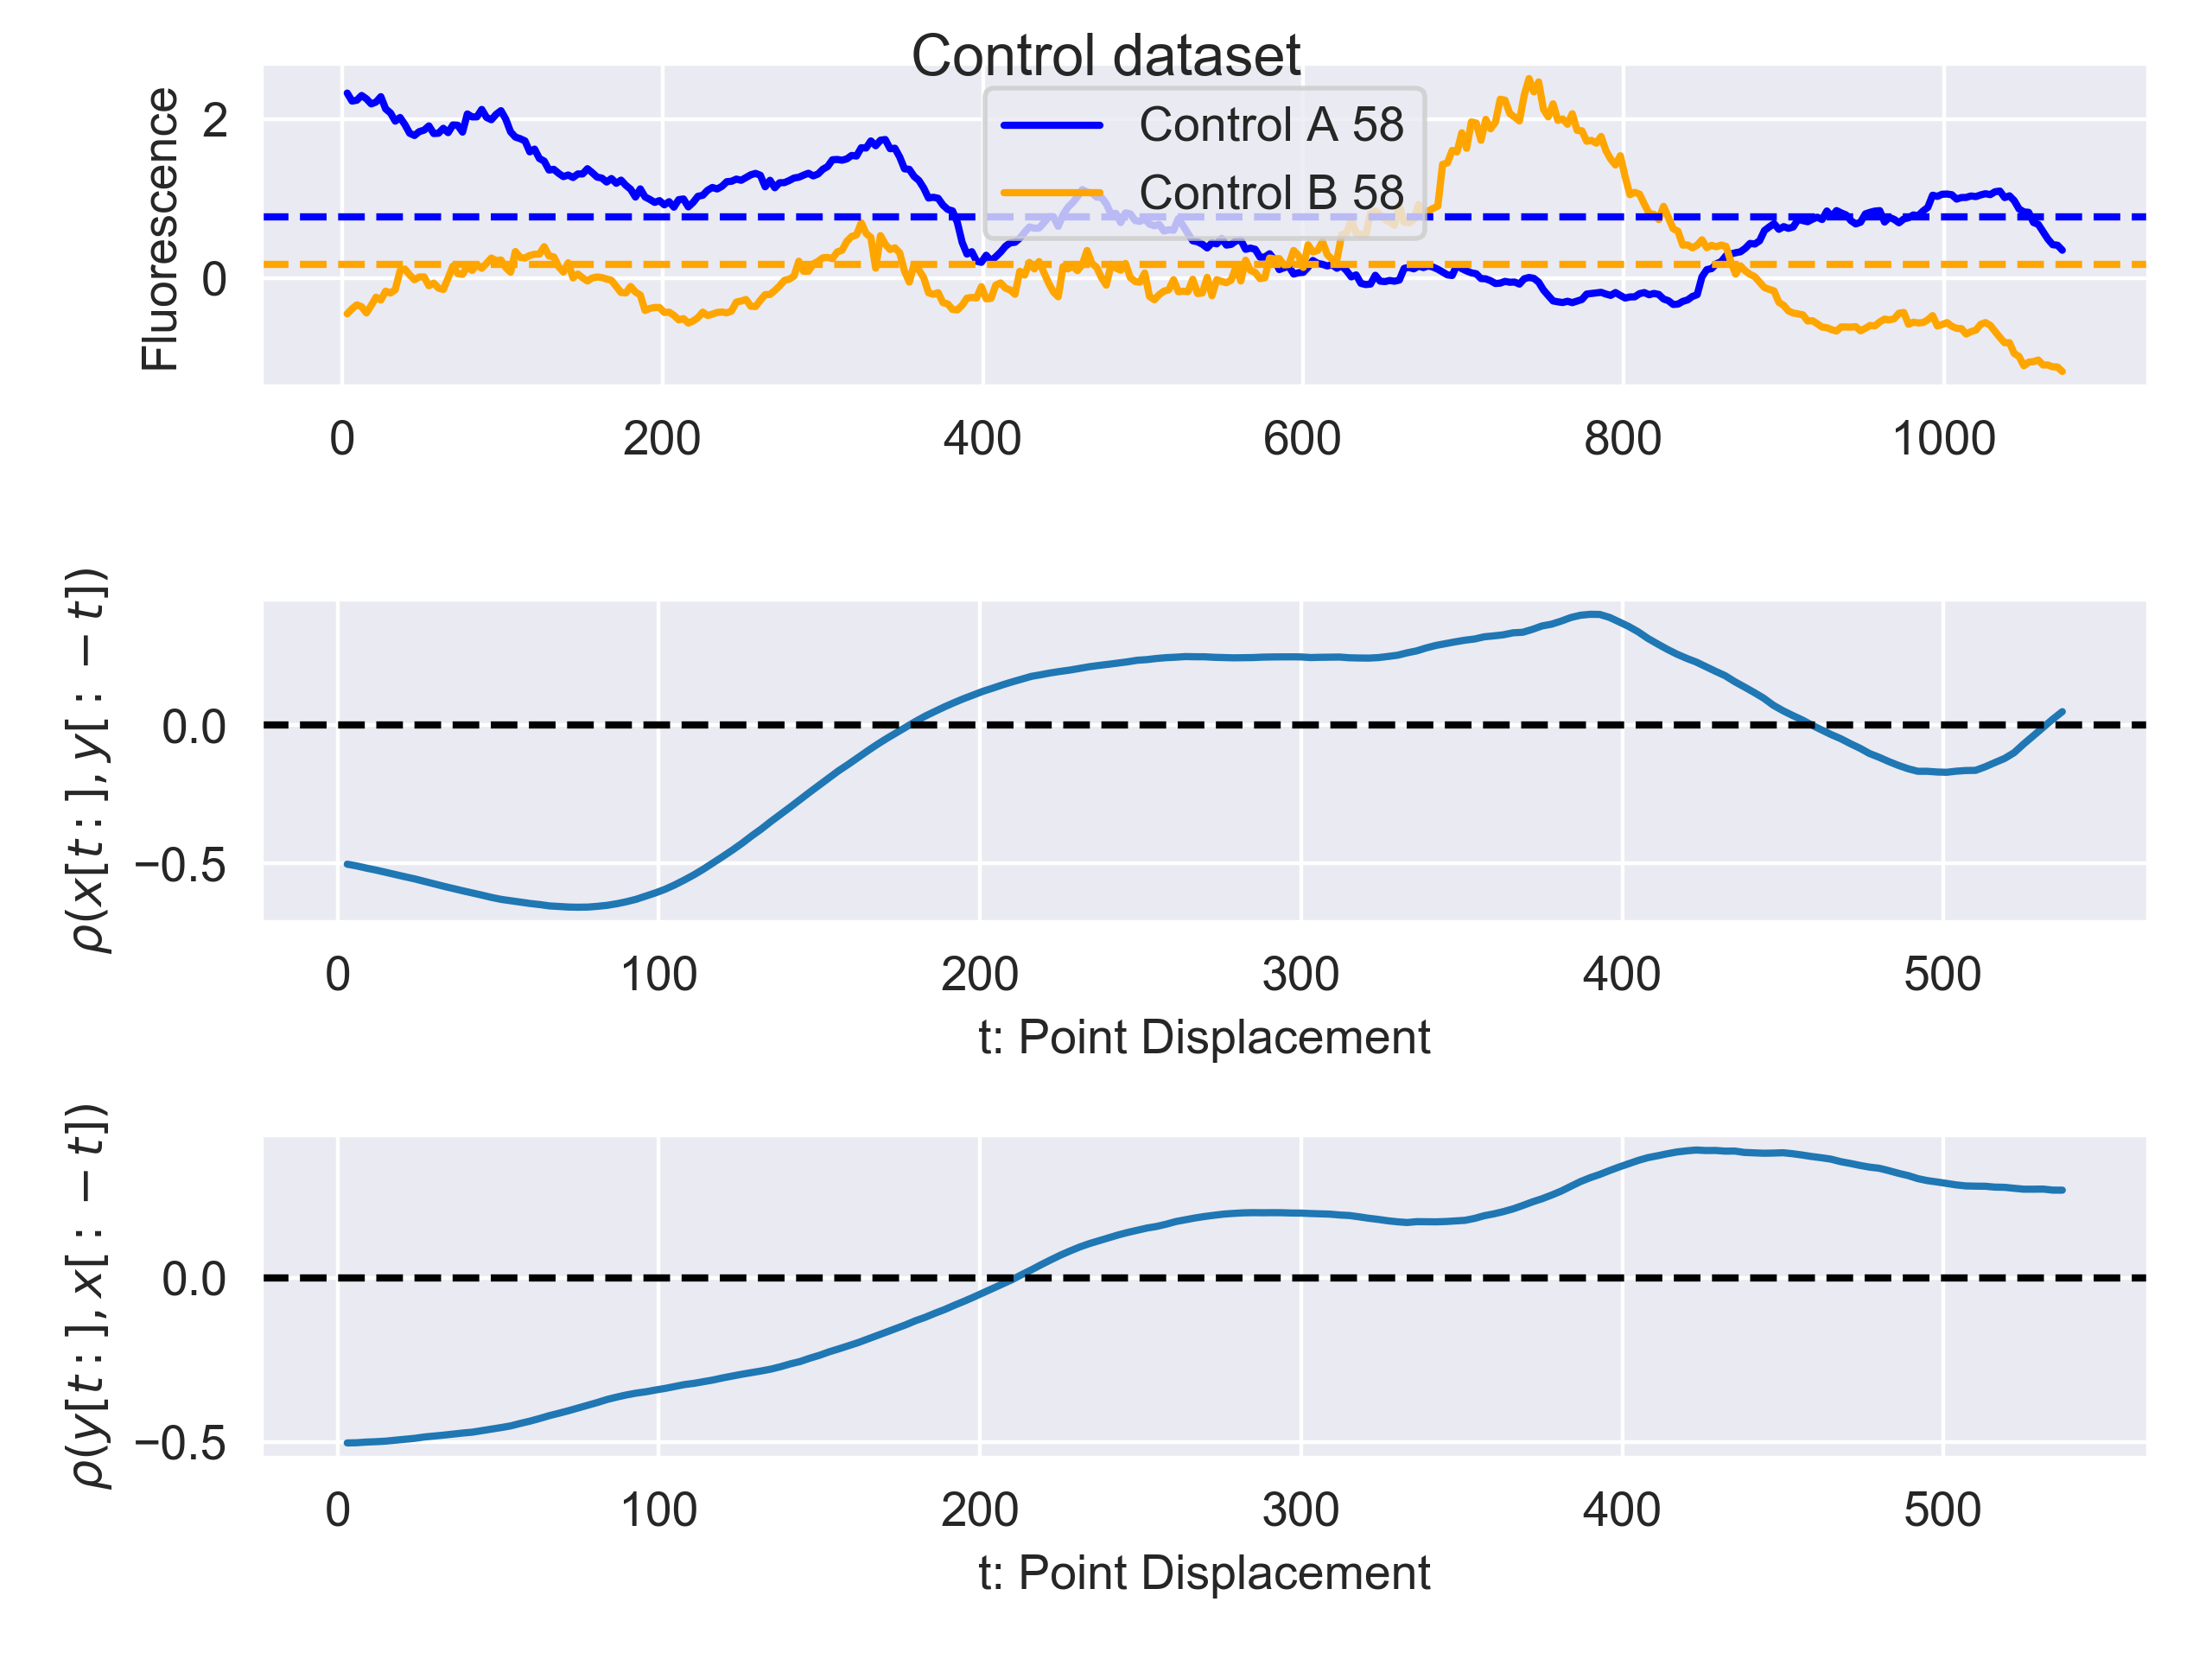 Control dataset
Fluorescence
2
0
Control A 58
Control B 58
0 200 400 600 800 1000
ρ(x[t:], y[:−t])
0.0
−0.5
0 100 200 300 400 500
t: Point Displacement
ρ(y[t:], x[:−t])
0.0
−0.5
0 100 200 300 400 500
t: Point Displacement